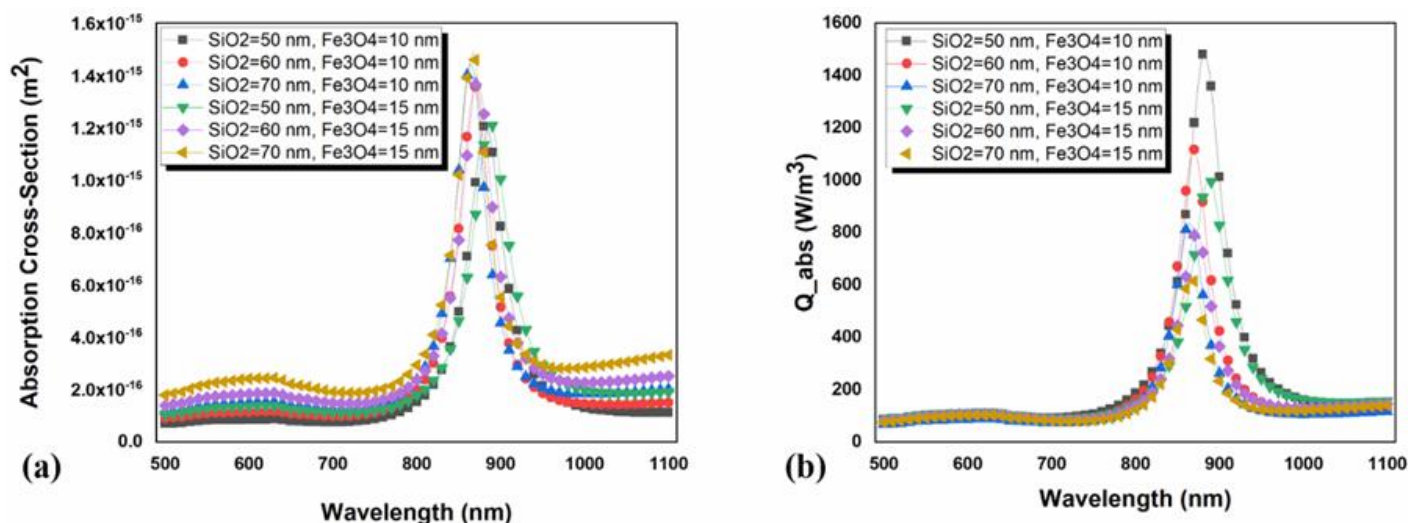 Absorption Cross-Section (m²)
1.6x10⁻¹⁵
1.4x10⁻¹⁵
1.2x10⁻¹⁵
1.0x10⁻¹⁵
8.0x10⁻¹⁶
6.0x10⁻¹⁶
4.0x10⁻¹⁶
2.0x10⁻¹⁶
0.0
SiO2=50 nm, Fe3O4=10 nm
SiO2=60 nm, Fe3O4=10 nm
SiO2=70 nm, Fe3O4=10 nm
SiO2=50 nm, Fe3O4=15 nm
SiO2=60 nm, Fe3O4=15 nm
SiO2=70 nm, Fe3O4=15 nm
500 600 700 800 900 1000 1100
Wavelength (nm)
(a)
Q_abs (W/m³)
1600
1400
1200
1000
800
600
400
200
0
SiO2=50 nm, Fe3O4=10 nm
SiO2=60 nm, Fe3O4=10 nm
SiO2=70 nm, Fe3O4=10 nm
SiO2=50 nm, Fe3O4=15 nm
SiO2=60 nm, Fe3O4=15 nm
SiO2=70 nm, Fe3O4=15 nm
500 600 700 800 900 1000 1100
Wavelength (nm)
(b)